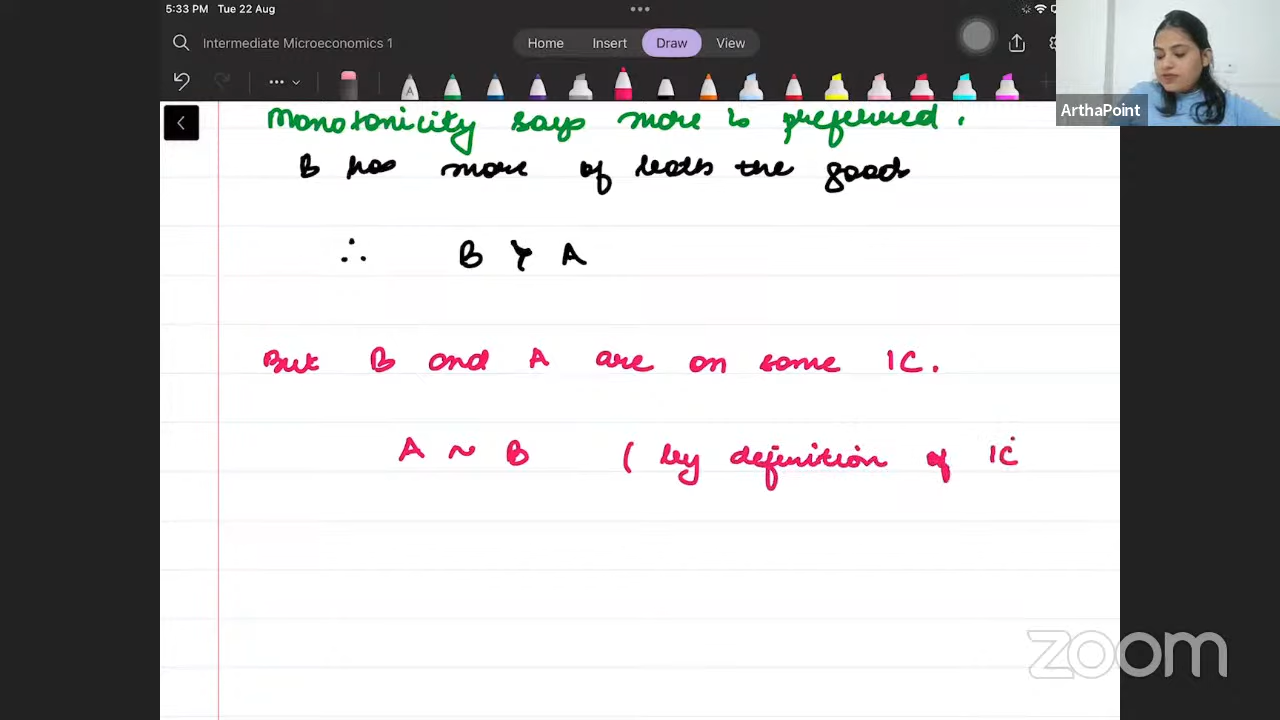 5:33 PM Tue 22 Aug
Intermediate Microeconomics 1
Home Insert Draw View
ArthaPoint
Monotonicity says more is preferred.
B has more of both the goods
∴ B ≻ A
But B and A are on same IC.
A ~ B (by definition of IC
zoom